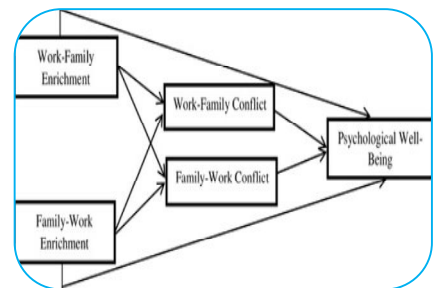 Work-Family
Enrichment
Work-Family Conflict
Psychological Well-
Being
Family-Work Conflict
Family-Work
Enrichment